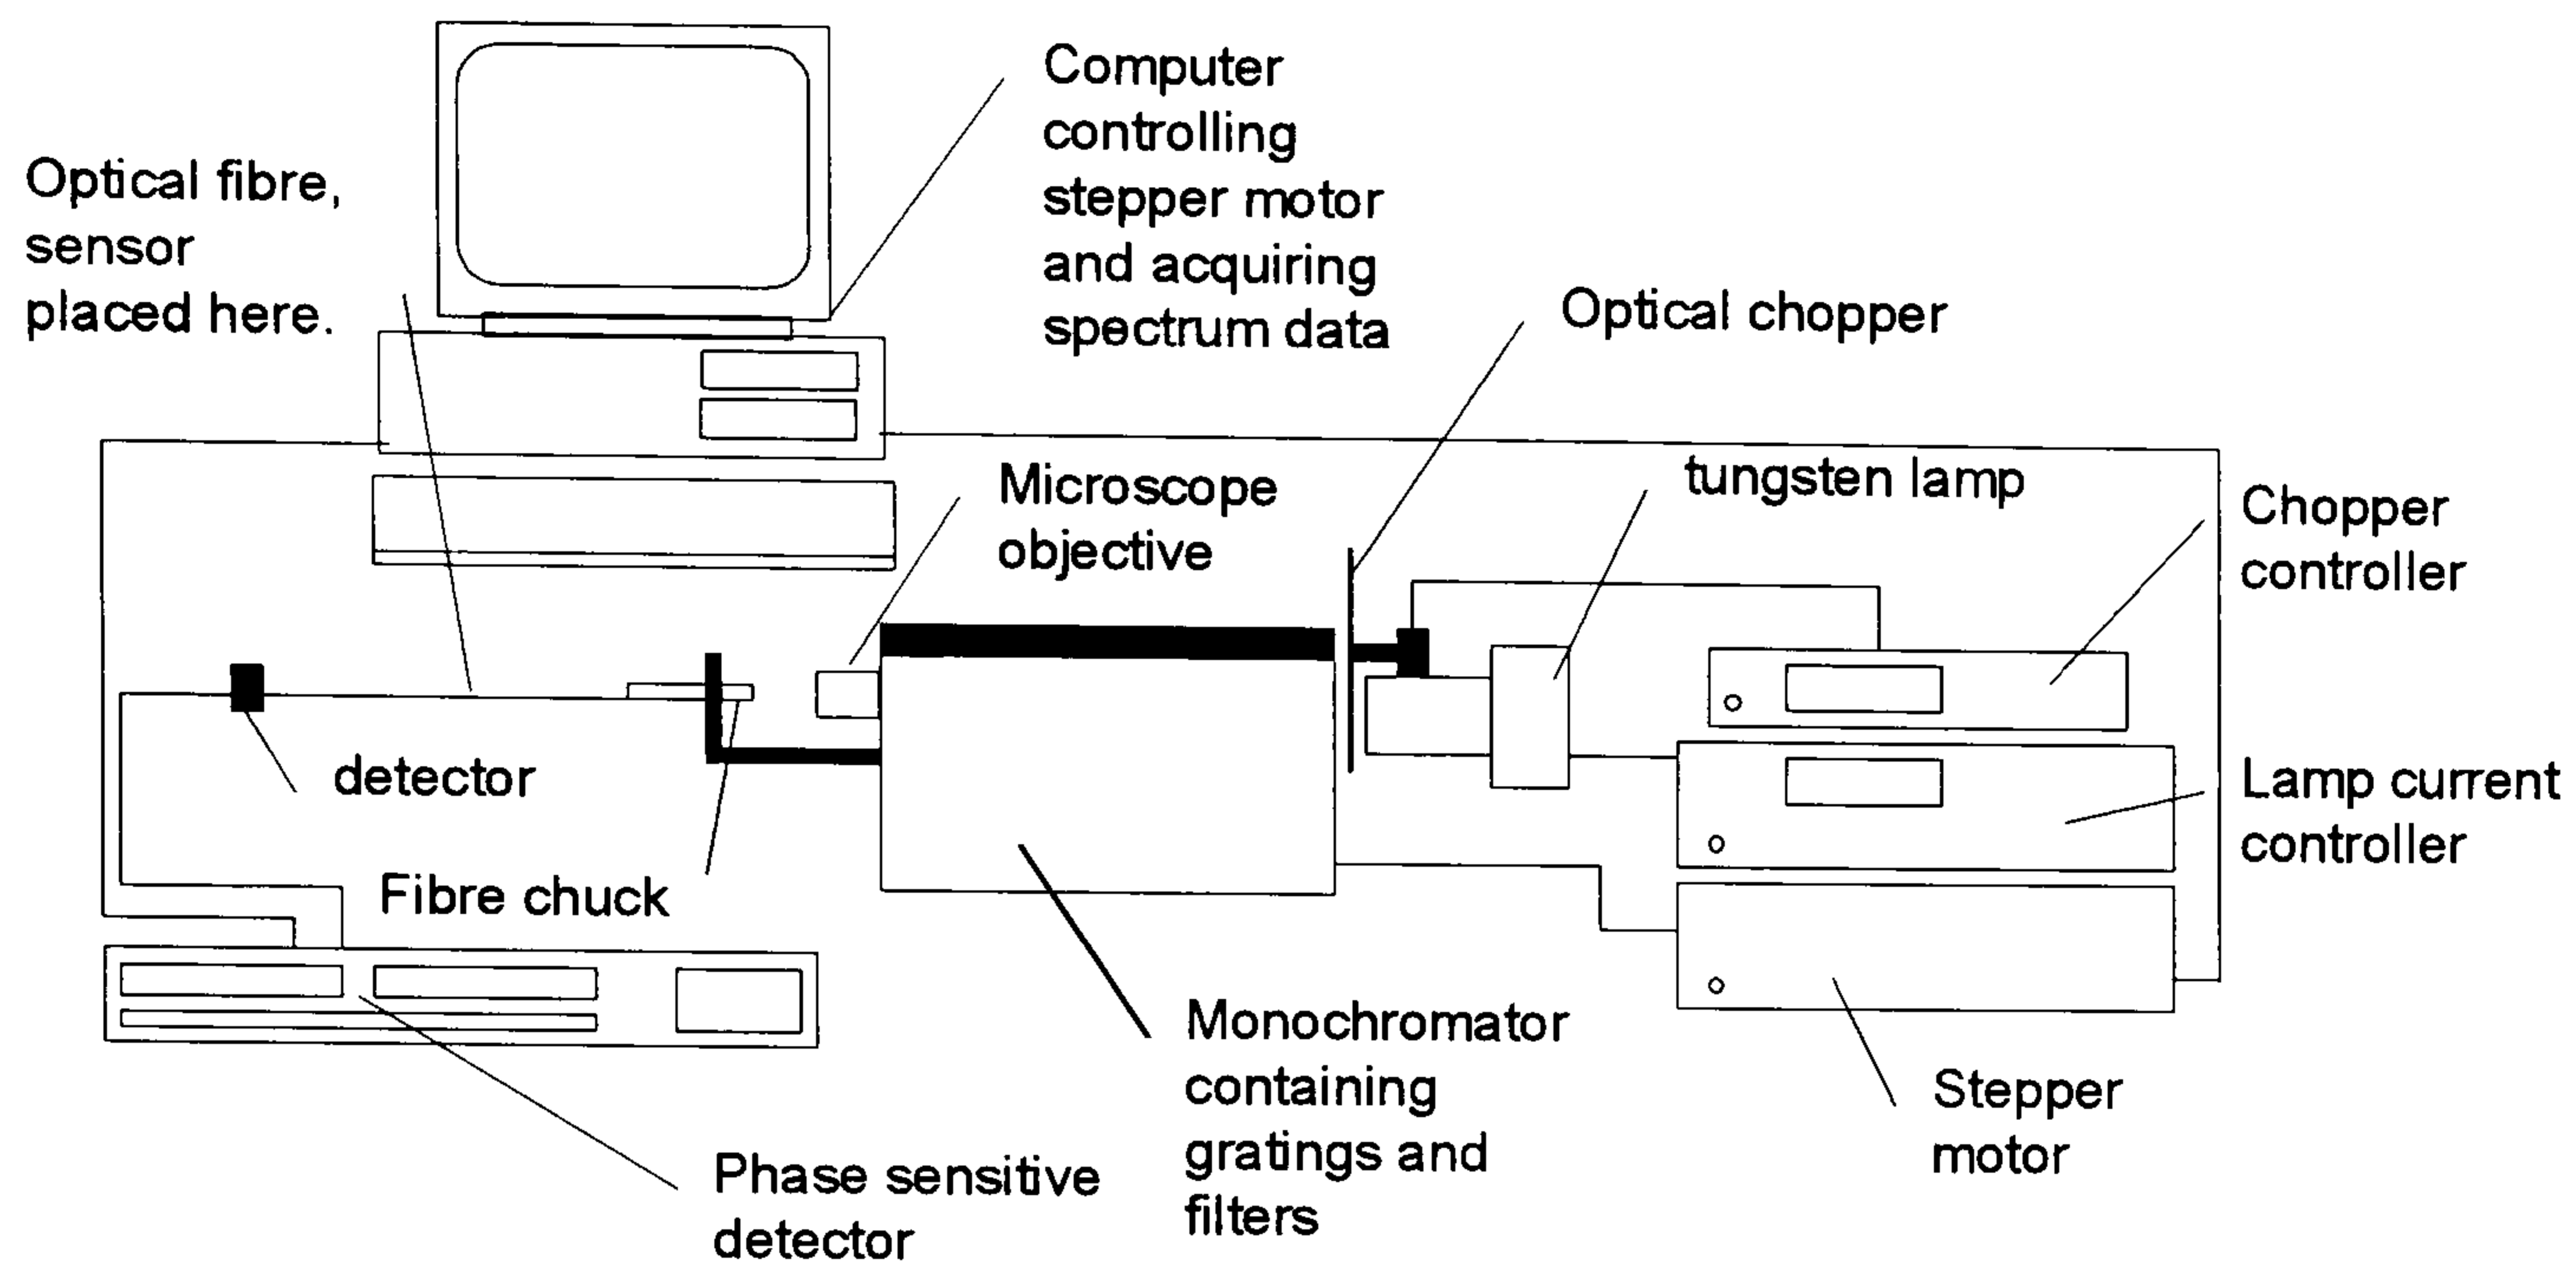 Optical fibre,
sensor
placed here.
Computer
controlling
stepper motor
and acquiring
spectrum data
Optical chopper
Microscope
objective
tungsten lamp
Chopper
controller
detector
Lamp current
controller
Fibre chuck
Monochromator
containing
gratings and
filters
Stepper
motor
Phase sensitive
detector